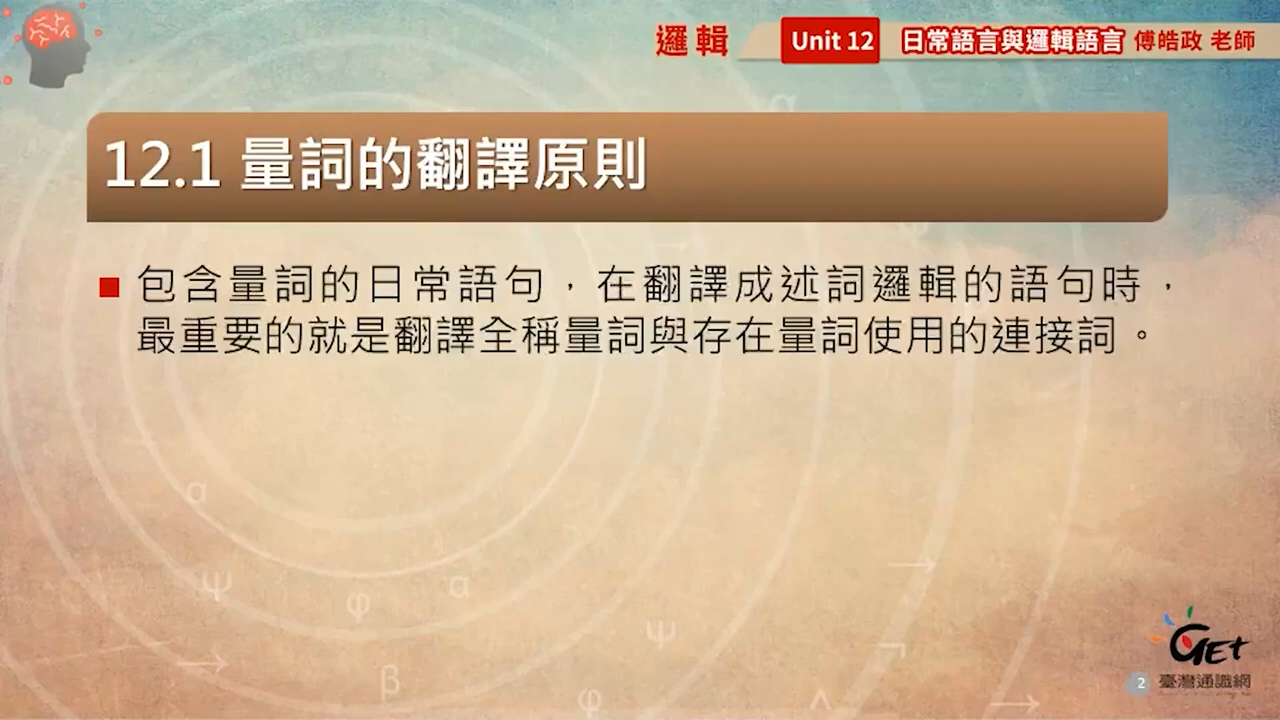 邏輯 Unit 12 日常語言與邏輯語言 傅皓政 老師
12.1 量詞的翻譯原則
包含量詞的日常語句，在翻譯成述詞邏輯的語句時，
最重要的就是翻譯全稱量詞與存在量詞使用的連接詞。
α
α
ψ
φ
α
ψ
β
φ
GET
2 臺灣通識網